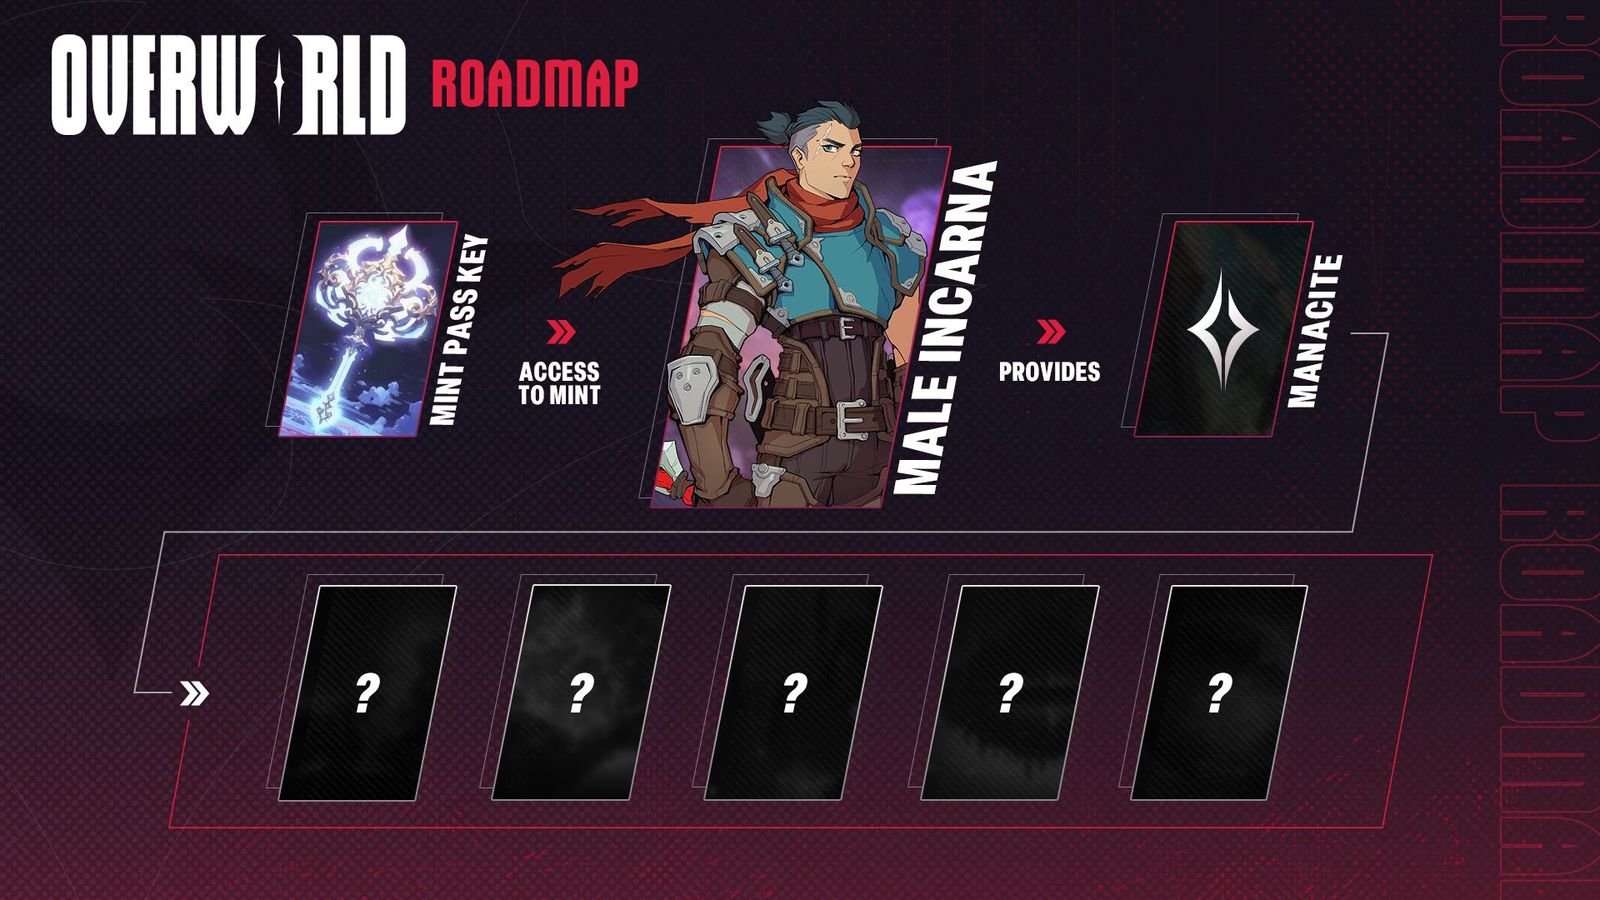 OVERWORLD ROADMAP
MINT PASS KEY
ACCESS
TO MINT
MALE INCARNA
PROVIDES
MANACITE
?
?
?
?
?
ROADMAP ROADMAP